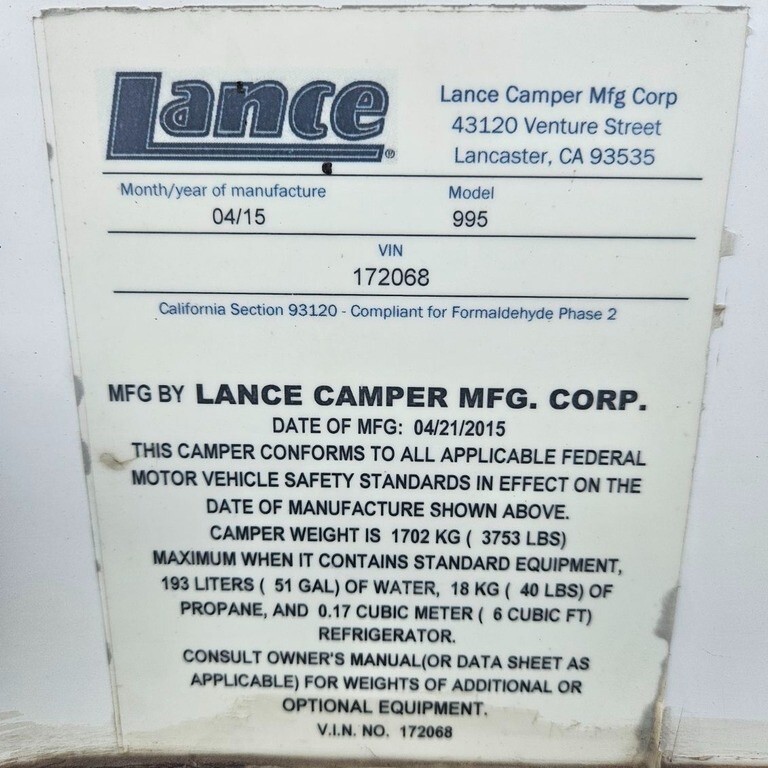 Lance®
Lance Camper Mfg Corp
43120 Venture Street
Lancaster, CA 93535
Month/year of manufacture
04/15
Model
995
VIN
172068
California Section 93120 - Compliant for Formaldehyde Phase 2
MFG BY LANCE CAMPER MFG. CORP.
DATE OF MFG: 04/21/2015
THIS CAMPER CONFORMS TO ALL APPLICABLE FEDERAL
MOTOR VEHICLE SAFETY STANDARDS IN EFFECT ON THE
DATE OF MANUFACTURE SHOWN ABOVE.
CAMPER WEIGHT IS 1702 KG ( 3753 LBS)
MAXIMUM WHEN IT CONTAINS STANDARD EQUIPMENT,
193 LITERS ( 51 GAL) OF WATER, 18 KG ( 40 LBS) OF
PROPANE, AND 0.17 CUBIC METER ( 6 CUBIC FT)
REFRIGERATOR.
CONSULT OWNER'S MANUAL(OR DATA SHEET AS
APPLICABLE) FOR WEIGHTS OF ADDITIONAL OR
OPTIONAL EQUIPMENT.
V.I.N. NO. 172068